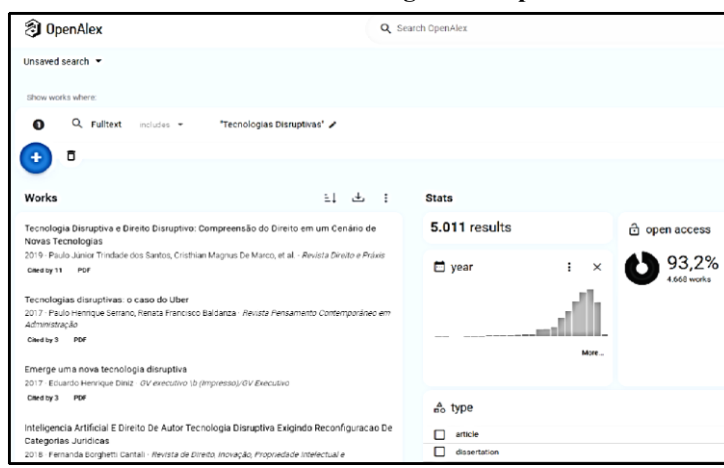 OpenAlex
Search OpenAlex
Unsaved search
Show works where:
1 Fulltext includes "Tecnologias Disruptivas"
Works
Tecnologia Disruptiva e Direito Disruptivo: Compreensão do Direito em um Cenário de
Novas Tecnologias
2019 · Paulo Junior Trindade dos Santos, Cristhian Magnus De Marco, et al. · Revista Direito e Práxis
Cited by 11 PDF
Tecnologias disruptivas: o caso do Uber
2017 · Paulo Henrique Serrano, Renata Francisco Baldanza · Revista Pensamento Contemporâneo em
Administração
Cited by 3 PDF
Emerge uma nova tecnologia disruptiva
2017 · Eduardo Henrique Diniz · GV executivo \b (Impresso)/GV Executivo
Cited by 3 PDF
Inteligencia Artificial E Direito De Autor Tecnologia Disruptiva Exigindo Reconfiguracao De
Categorias Juridicas
2018 · Fernanda Borghetti Cantali · Revista de Direito, Inovação, Propriedade Intelectual e
Stats
5.011 results
year
More...
open access
93,2%
4.668 works
type
article
dissertation